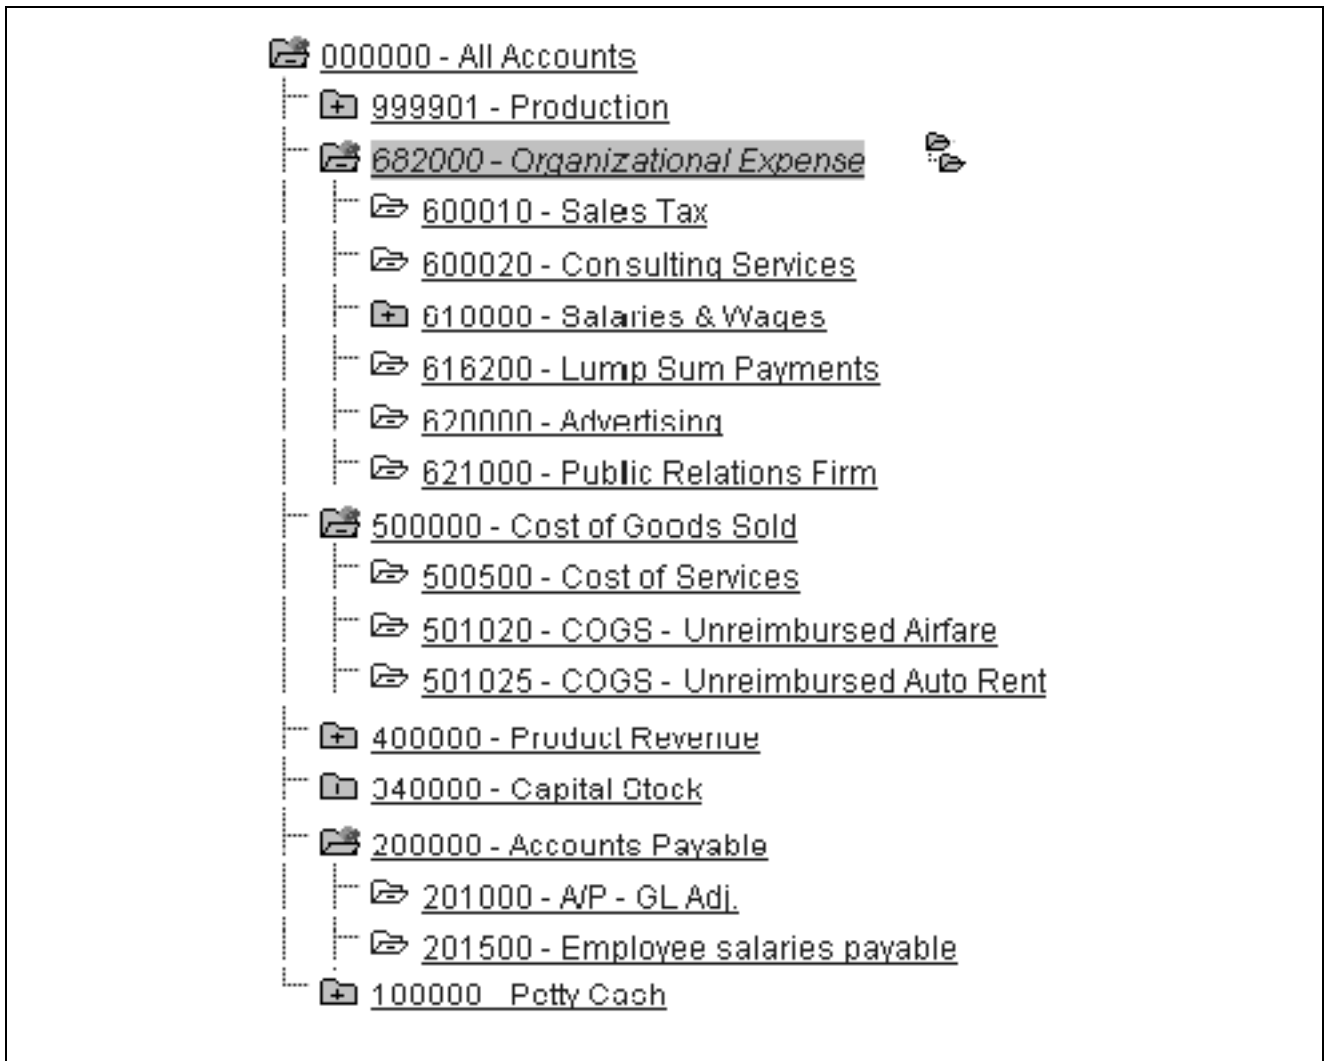 000000 - All Accounts
999901 - Production
682000 - Organizational Expense
600010 - Sales Tax
600020 - Consulting Services
610000 - Salaries & Wages
616200 - Lump Sum Payments
620000 - Advertising
621000 - Public Relations Firm
500000 - Cost of Goods Sold
500500 - Cost of Services
501020 - COGS - Unreimbursed Airfare
501025 - COGS - Unreimbursed Auto Rent
400000 - Product Revenue
340000 - Capital Stock
200000 - Accounts Payable
201000 - A/P - GL Adj.
201500 - Employee salaries payable
100000 - Petty Cash